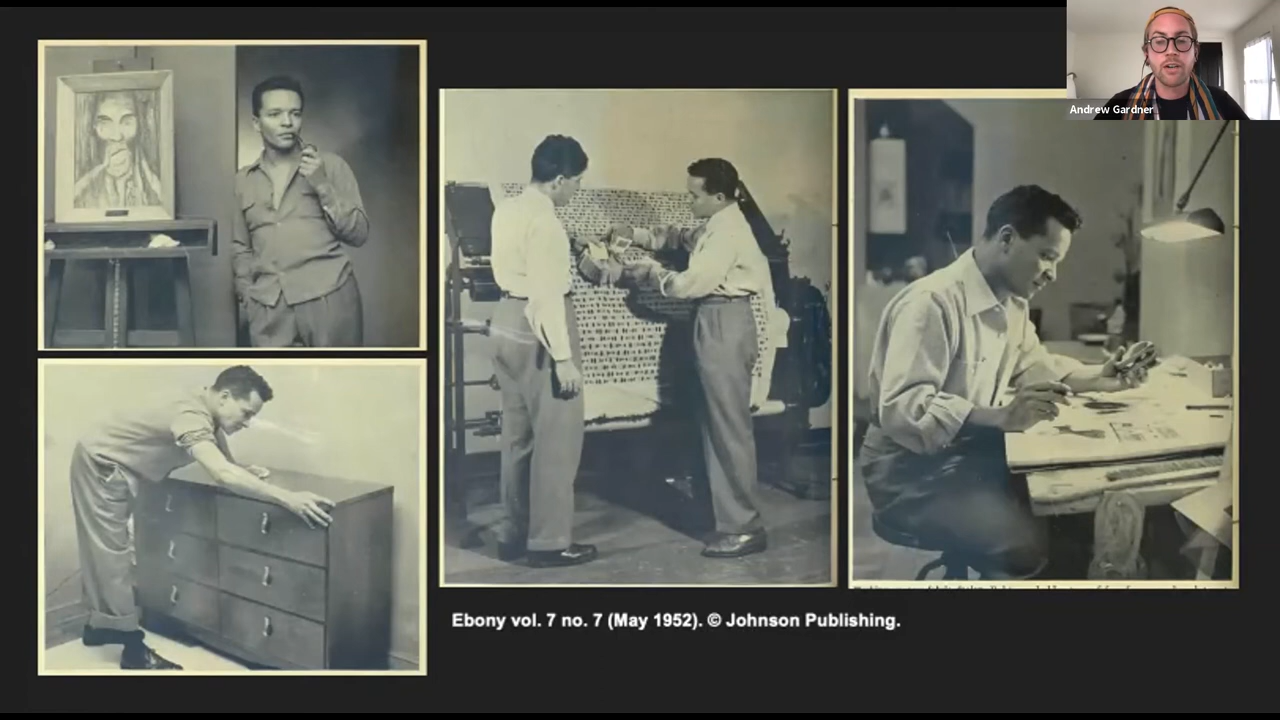 Andrew Gardner
Ebony vol. 7 no. 7 (May 1952). © Johnson Publishing.